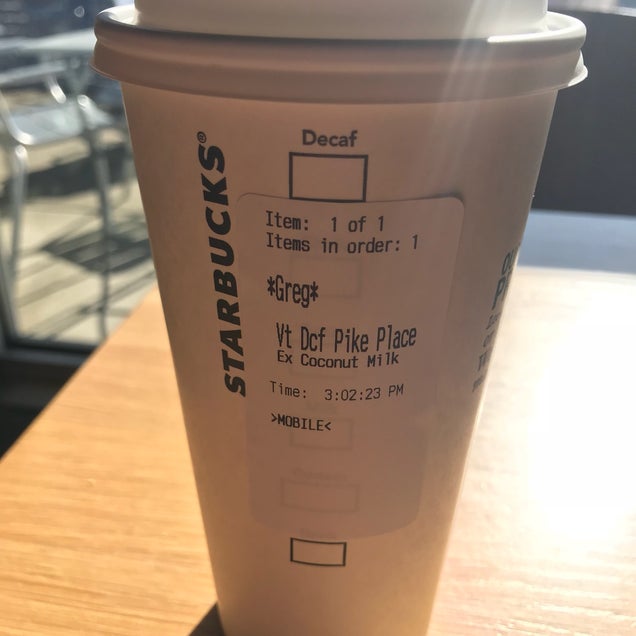 STARBUCKS®
Decaf
Item: 1 of 1
Items in order: 1
*Greg*
Vt Dcf Pike Place
Ex Coconut Milk
Time: 3:02:23 PM
>MOBILE<